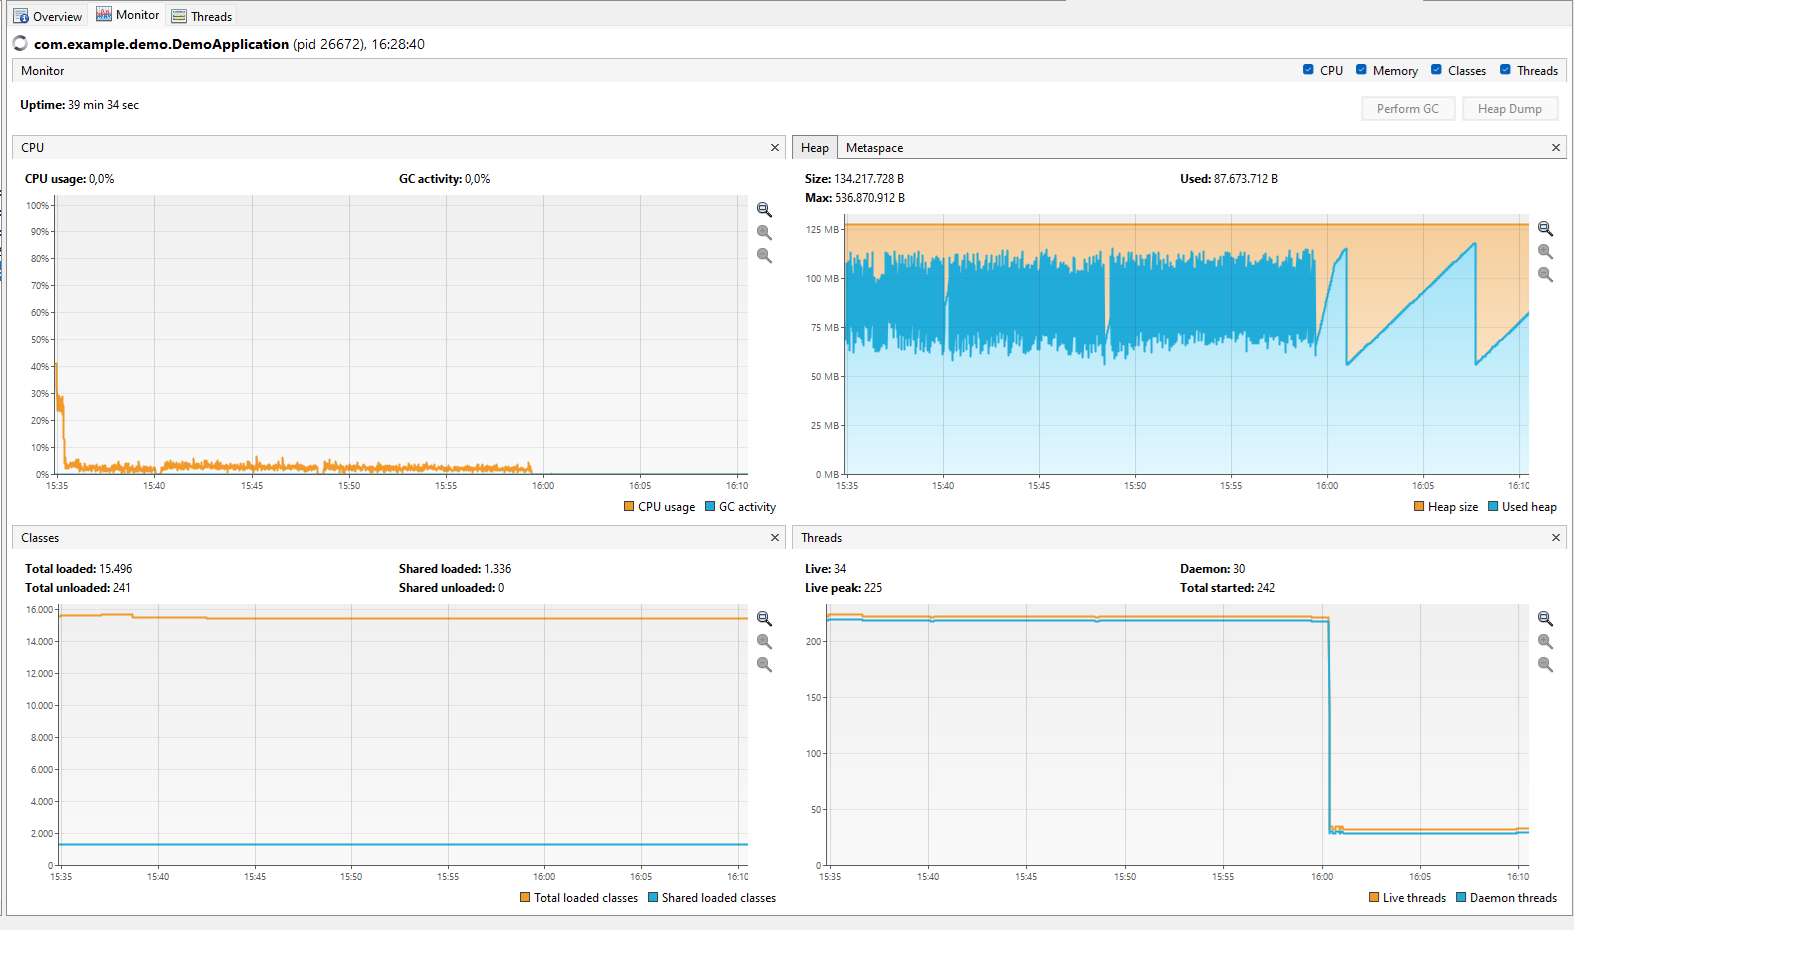 Overview Monitor Threads
com.example.demo.DemoApplication (pid 26672), 16:28:40
Monitor CPU Memory Classes Threads
Uptime: 39 min 34 sec
Perform GC Heap Dump
CPU
CPU usage: 0,0% GC activity: 0,0%
100%
90%
80%
70%
60%
50%
40%
30%
20%
10%
0%
15:35 15:40 15:45 15:50 15:55 16:00 16:05 16:10
CPU usage GC activity
Heap Metaspace
Size: 134.217.728 B Used: 87.673.712 B
Max: 536.870.912 B
125 MB
100 MB
75 MB
50 MB
25 MB
0 MB
15:35 15:40 15:45 15:50 15:55 16:00 16:05 16:10
Heap size Used heap
Classes
Total loaded: 15.496 Shared loaded: 1.336
Total unloaded: 241 Shared unloaded: 0
16.000
14.000
12.000
10.000
8.000
6.000
4.000
2.000
0
15:35 15:40 15:45 15:50 15:55 16:00 16:05 16:10
Total loaded classes Shared loaded classes
Threads
Live: 34 Daemon: 30
Live peak: 225 Total started: 242
200
150
100
50
0
15:35 15:40 15:45 15:50 15:55 16:00 16:05 16:10
Live threads Daemon threads